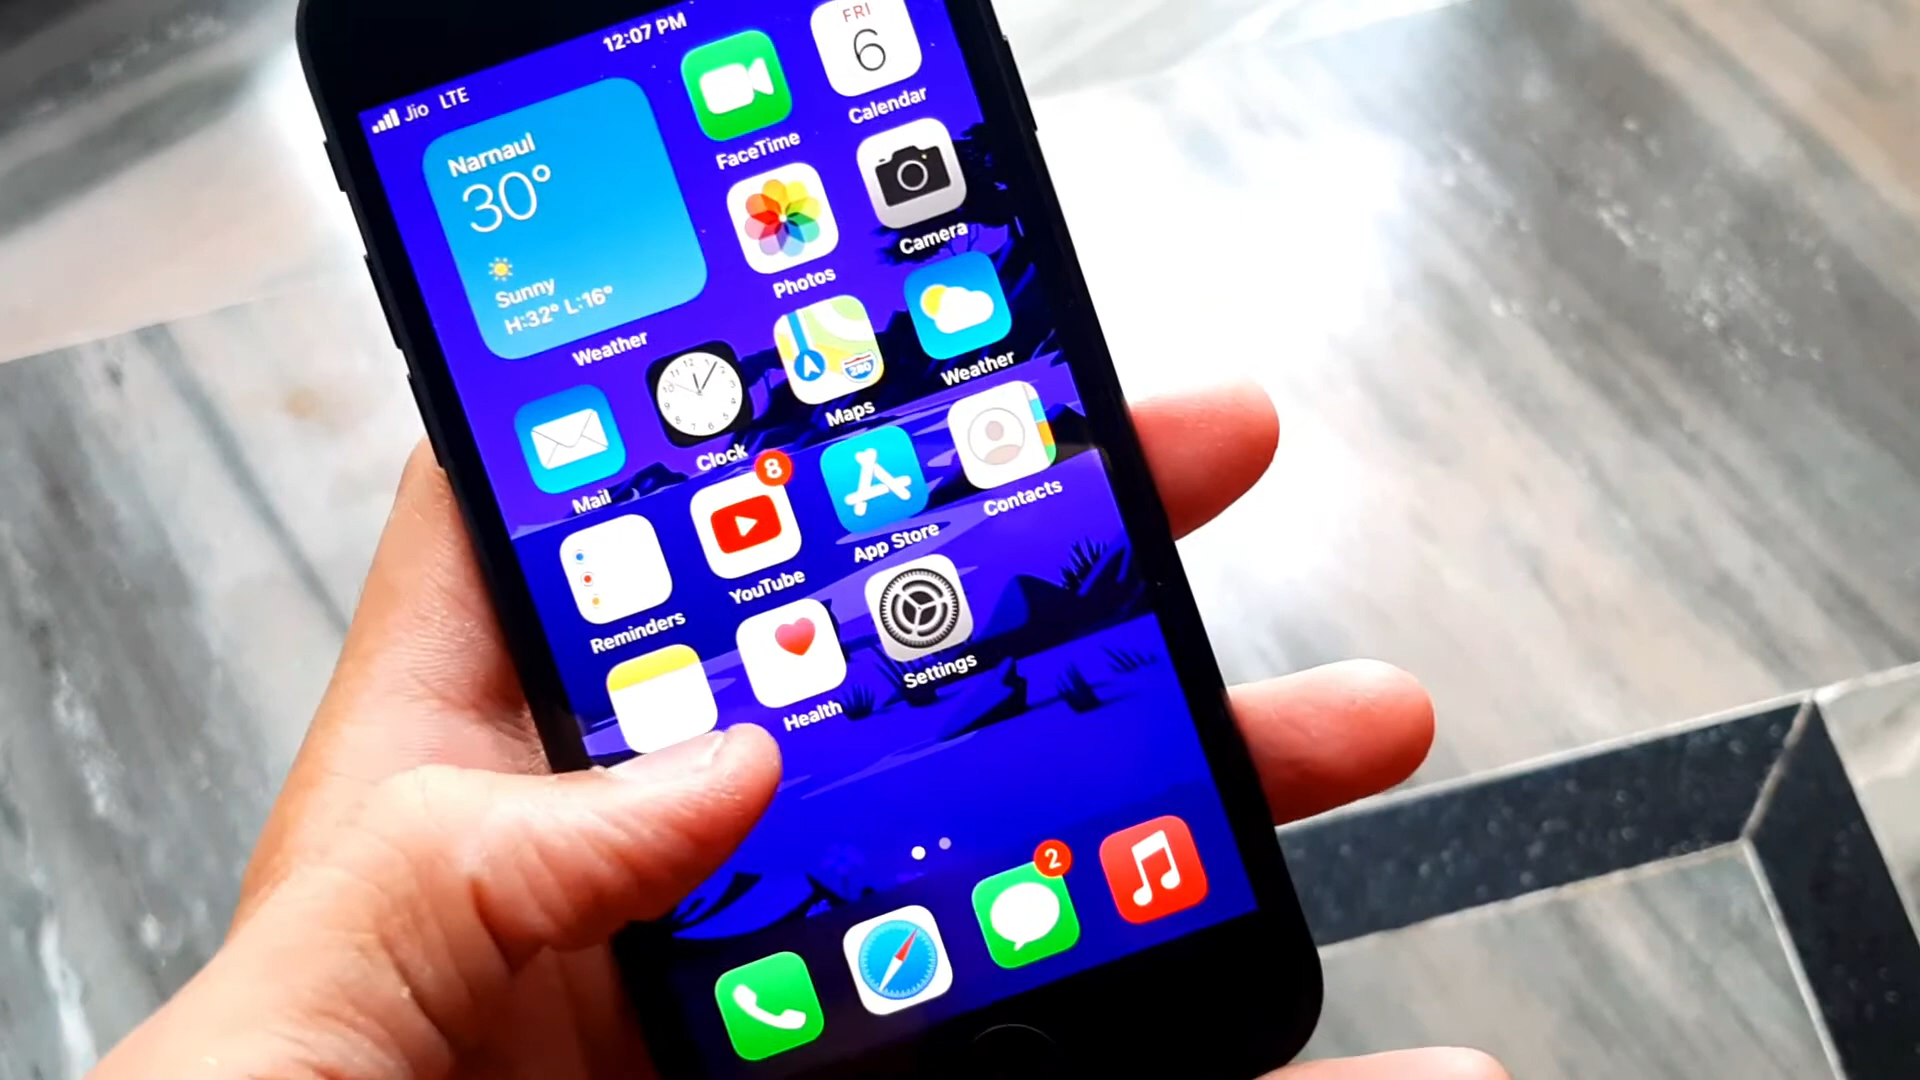 Jio LTE
12:07 PM
Narnaul
30°
Sunny
H:32° L:16°
Weather
FaceTime
FRI
6
Calendar
Photos
Camera
Mail
Clock
280
Maps
Weather
Reminders
8
YouTube
App Store
Contacts
Health
Settings
2